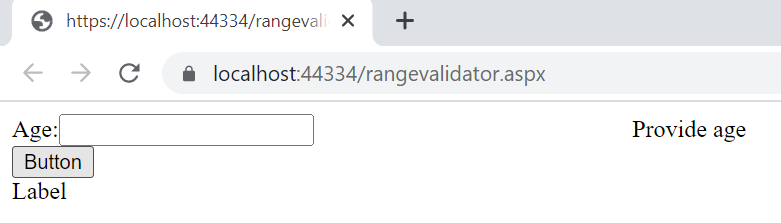 https://localhost:44334/rangevali
localhost:44334/rangevalidator.aspx
Age: Provide age
Button
Label